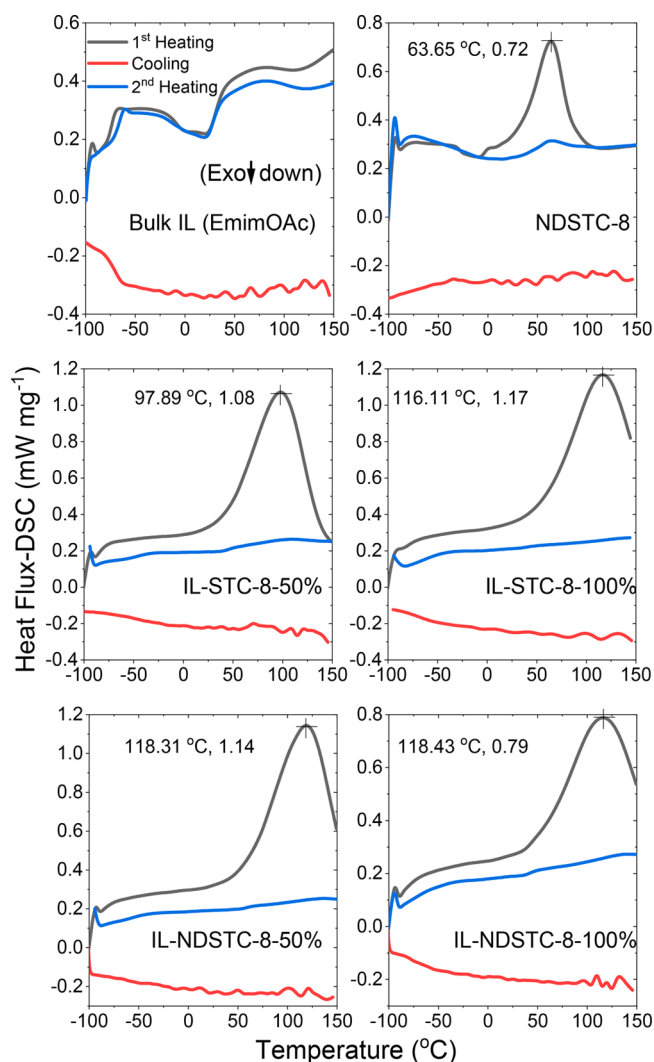 1st Heating
Cooling
2nd Heating
(Exo↓down)
Bulk IL (EmimOAc)
0.6
0.4
0.2
0.0
-0.2
-0.4
-100 -50 0 50 100 150
63.65 °C, 0.72
NDSTC-8
0.8
0.6
0.4
0.2
0.0
-0.2
-0.4
-100 -50 0 50 100 150
97.89 °C, 1.08
IL-STC-8-50%
1.2
1.0
0.8
0.6
0.4
0.2
0.0
-0.2
-0.4
-100 -50 0 50 100 150
116.11 °C, 1.17
IL-STC-8-100%
1.2
1.0
0.8
0.6
0.4
0.2
0.0
-0.2
-0.4
-100 -50 0 50 100 150
118.31 °C, 1.14
IL-NDSTC-8-50%
1.2
1.0
0.8
0.6
0.4
0.2
0.0
-0.2
-100 -50 0 50 100 150
118.43 °C, 0.79
IL-NDSTC-8-100%
0.8
0.6
0.4
0.2
0.0
-0.2
-100 -50 0 50 100 150
Heat Flux-DSC (mW mg-1)
Temperature (°C)